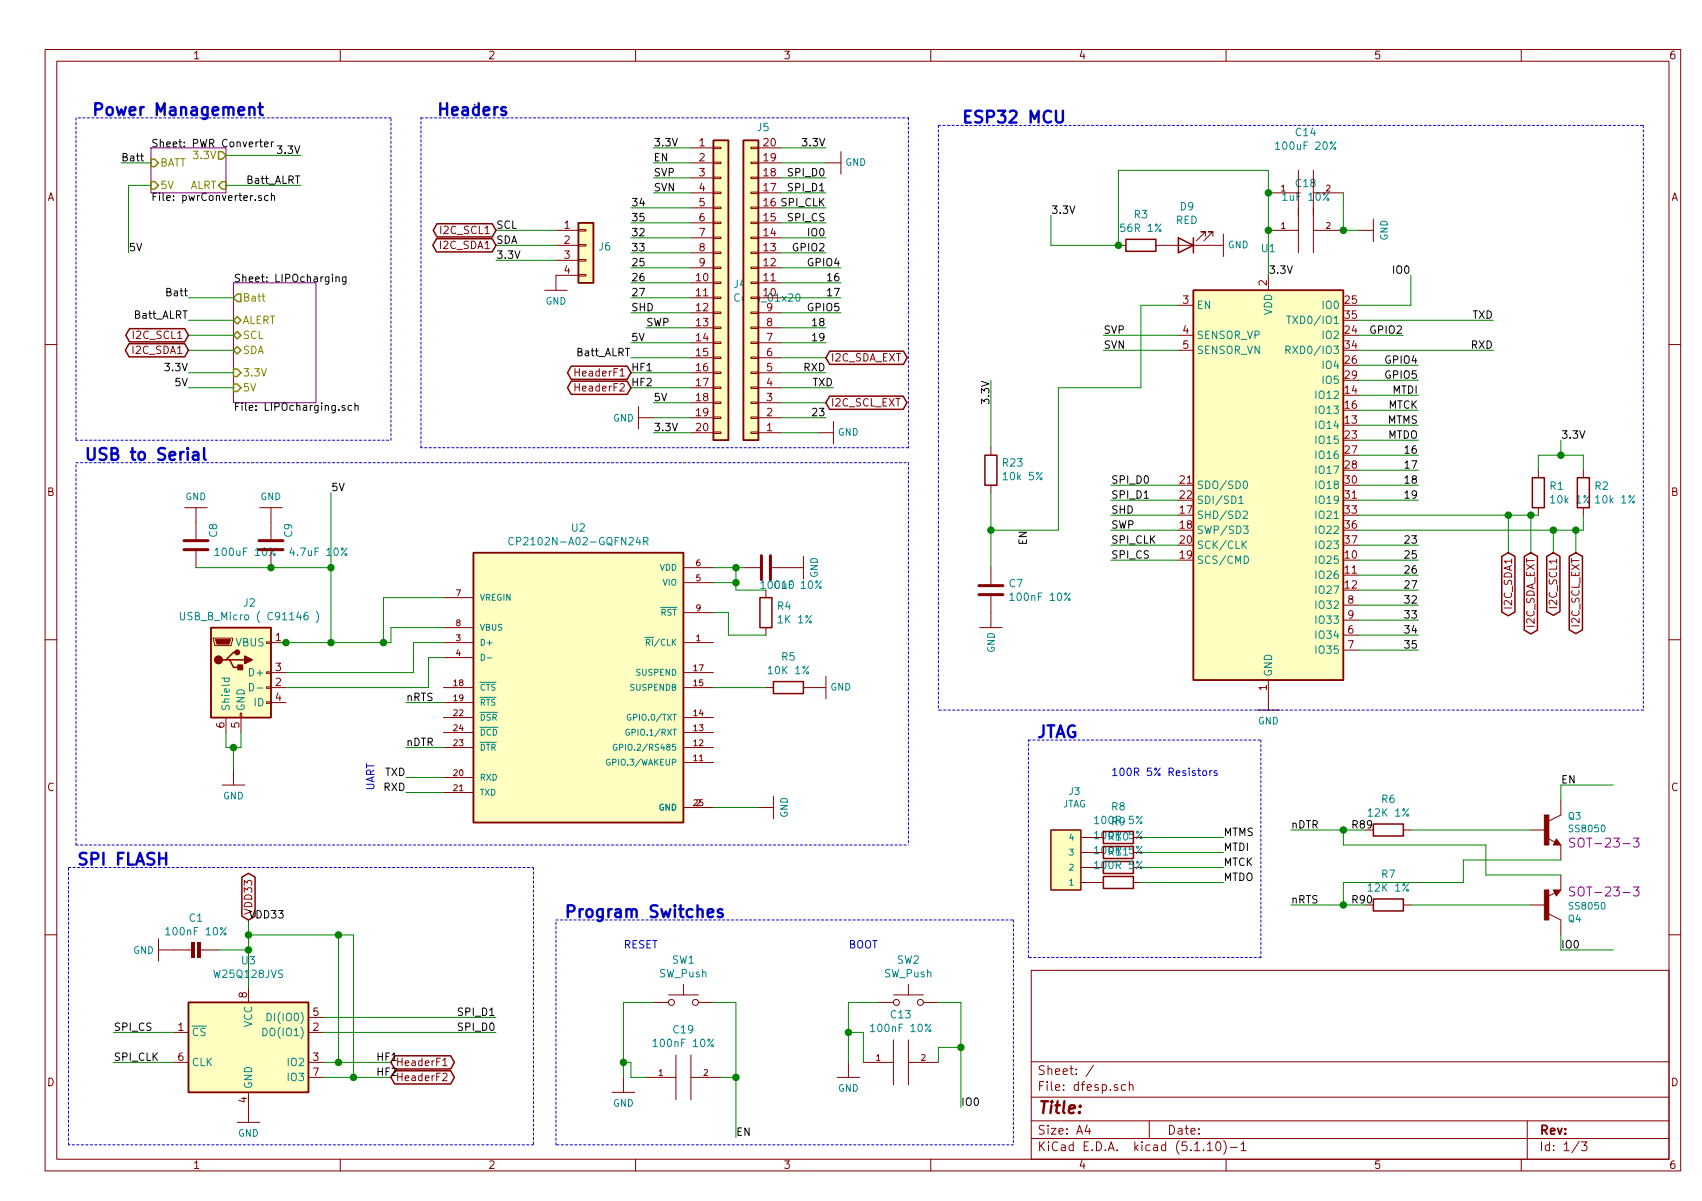 1 2 3 4 5 6
A
B
C
D
Power Management
Sheet: PWR Converter
Batt
BATT
3.3V
3.3V
5V
ALRT
Batt_ALRT
File: pwrConverter.sch
5V
Sheet: LIPOcharging
Batt
Batt
Batt_ALRT
ALERT
I2C_SCL1
SCL
I2C_SDA1
SDA
3.3V
3.3V
5V
5V
File: LIPOcharging.sch
Headers
I2C_SCL1
SCL
1
I2C_SDA1
SDA
2
J6
3.3V
3
4
GND
J5
3.3V 1 20 3.3V
EN 2 19 GND
SVP 3 18 SPI_D0
SVN 4 17 SPI_D1
34 5 16 SPI_CLK
35 6 15 SPI_CS
32 7 14 IO0
33 8 13 GPIO2
25 9 12 GPIO4
26 10 11 16
27 11 10 17
SHD 12 9 GPIO5
SWP 13 8 18
5V 14 7 19
Batt_ALRT 15 6 I2C_SDA_EXT
HeaderF1 HF1 16 5 RXD
HeaderF2 HF2 17 4 TXD
5V 18 3 I2C_SCL_EXT
GND 19 2 23
3.3V 20 1 GND
ESP32 MCU
C14
100uF 20%
C18
1uF 10%
1 2
1 2
GND
3.3V
R3
56R 1%
D9
RED
GND
U1
3.3V
IO0
2
VDD
3 EN
SVP 4 SENSOR_VP
SVN 5 SENSOR_VN
SPI_D0 21 SDO/SD0
SPI_D1 22 SDI/SD1
SHD 17 SHD/SD2
SWP 18 SWP/SD3
SPI_CLK 20 SCK/CLK
SPI_CS 19 SCS/CMD
IO0 25
TXD0/IO1 35 TXD
IO2 24 GPIO2
RXD0/IO3 34 RXD
IO4 26 GPIO4
IO5 29 GPIO5
IO12 14 MTDI
IO13 16 MTCK
IO14 13 MTMS
IO15 23 MTDO
IO16 27 16
IO17 28 17
IO18 30 18
IO19 31 19
IO21 33
IO22 36
IO23 37 23
IO25 10 25
IO26 11 26
IO27 12 27
IO32 8 32
IO33 9 33
IO34 6 34
IO35 7 35
GND
1
GND
3.3V
R23
10k 5%
EN
C7
100nF 10%
GND
3.3V
R1
10k 1%
R2
10k 1%
I2C_SDA1
I2C_SDA_EXT
I2C_SCL1
I2C_SCL_EXT
USB to Serial
GND
GND
5V
C8
100uF 10%
C9
4.7uF 10%
J2
USB_B_Micro ( C91146 )
VBUS 1
D+ 3
D- 2
ID 4
Shield
GND
6 5
GND
U2
CP2102N-A02-GQFN24R
7 VREGIN
8 VBUS
3 D+
4 D-
18 CTS
nRTS 19 RTS
22 DSR
24 DCD
nDTR 23 DTR
UART
TXD 20 RXD
RXD 21 TXD
VDD 6
VIO 5
RST 9
RI/CLK 1
SUSPEND 17
SUSPENDB 15
GPIO.0/TXT 14
GPIO.1/RXT 13
GPIO.2/RS485 12
GPIO.3/WAKEUP 11
GND
GND
GND
R4
1K 1%
R5
10K 1%
GND
JTAG
100R 5% Resistors
J3
JTAG
R8
4 MTMS
3 MTDI
2 MTCK
100R 5%
1 MTDO
EN
R6
12K 1%
nDTR
R89
Q3
SS8050
SOT-23-3
R7
12K 1%
nRTS
R90
SOT-23-3
SS8050
Q4
IO0
SPI FLASH
VDD33
VDD33
C1
100nF 10%
GND
U3
W25Q128JVS
8
VCC
SPI_CS 1 CS
SPI_CLK 6 CLK
DI(IO0) 5 SPI_D1
DO(IO1) 2 SPI_D0
IO2 3 HF1 HeaderF1
IO3 7 HF2 HeaderF2
GND
4
GND
Program Switches
RESET
BOOT
SW1
SW_Push
C19
100nF 10%
1 2
GND
EN
SW2
SW_Push
C13
100nF 10%
1 2
GND
IO0
Sheet: /
File: dfesp.sch
Title:
Size: A4
Date:
Rev:
KiCad E.D.A. kicad (5.1.10)-1
Id: 1/3
1 2 3 4 5 6
A
B
C
D